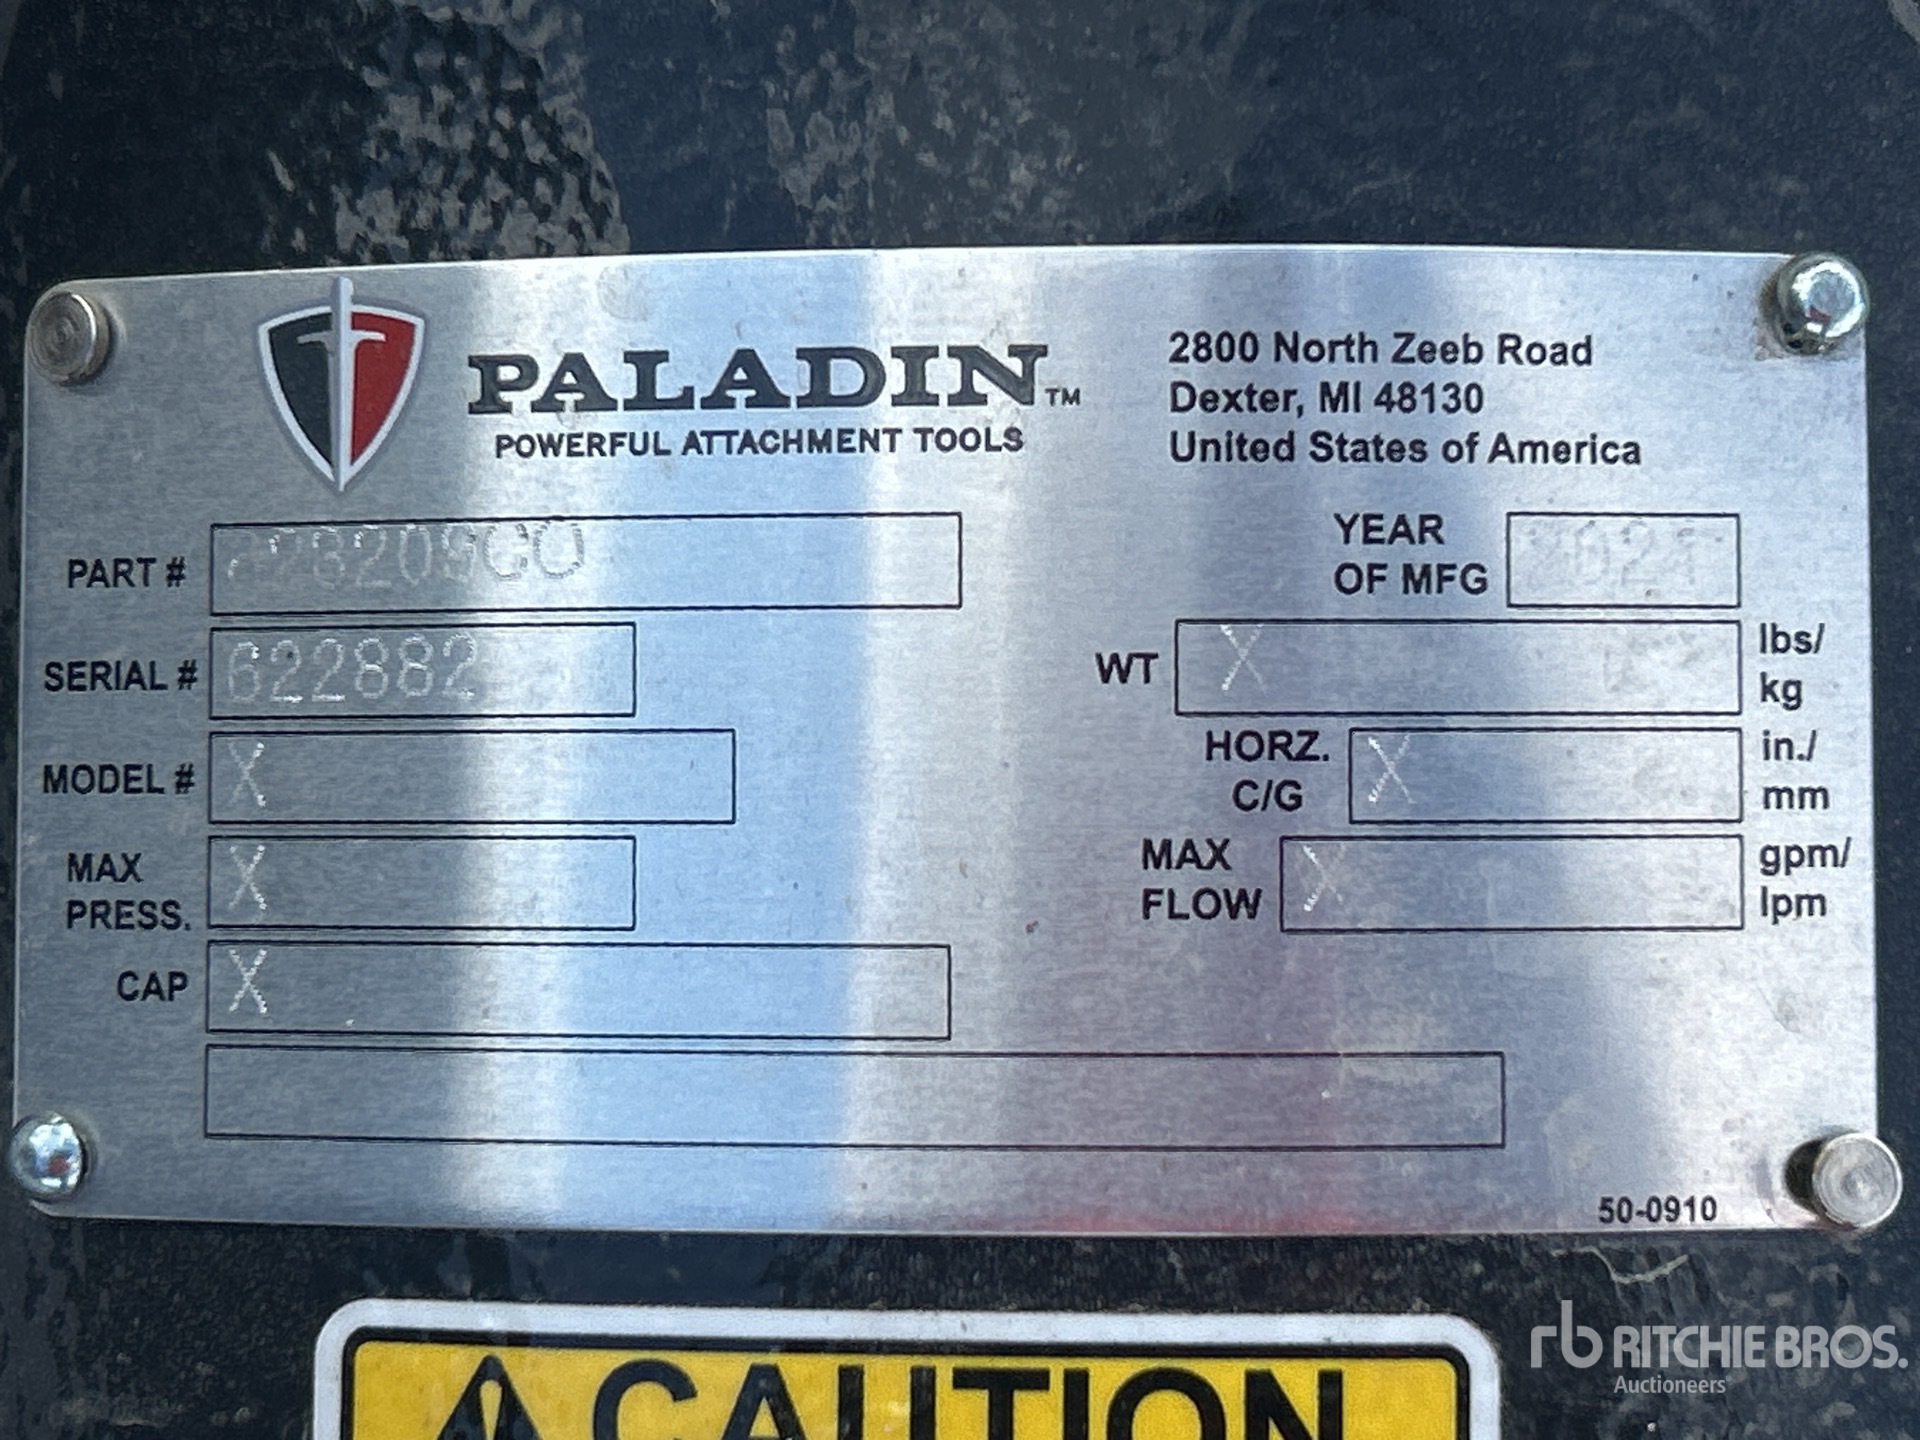 PALADIN™
POWERFUL ATTACHMENT TOOLS
2800 North Zeeb Road
Dexter, MI 48130
United States of America
PART #
YEAR OF MFG 2021
SERIAL # 622882
WT X lbs/ kg
MODEL # X
HORZ. C/G X in./ mm
MAX PRESS. X
MAX FLOW X gpm/ lpm
CAP X
50-0910
CAUTION
rb RITCHIE BROS.
Auctioneers